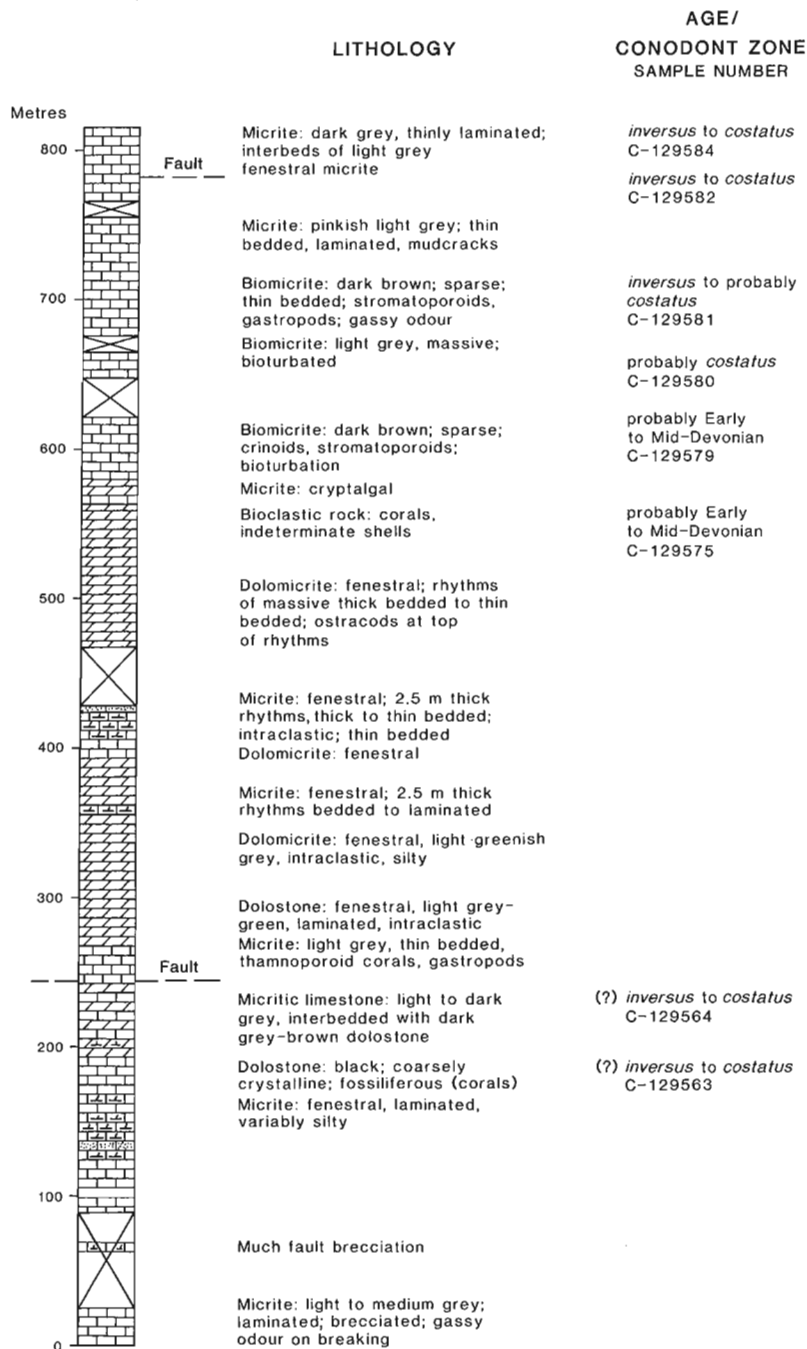 LITHOLOGY
AGE/
CONODONT ZONE
SAMPLE NUMBER
Metres
800
Fault
700
600
500
400
300
Fault
200
100
0
Micrite: dark grey, thinly laminated;
interbeds of light grey
fenestral micrite
Micrite: pinkish light grey; thin
bedded, laminated, mudcracks
Biomicrite: dark brown; sparse;
thin bedded; stromatoporoids,
gastropods; gassy odour
Biomicrite: light grey, massive;
bioturbated
Biomicrite: dark brown; sparse;
crinoids, stromatoporoids;
bioturbation
Micrite: cryptalgal
Bioclastic rock: corals,
indeterminate shells
Dolomicrite: fenestral; rhythms
of massive thick bedded to thin
bedded; ostracods at top
of rhythms
Micrite: fenestral; 2.5 m thick
rhythms, thick to thin bedded;
intraclastic; thin bedded
Dolomicrite: fenestral
Micrite: fenestral; 2.5 m thick
rhythms bedded to laminated
Dolomicrite: fenestral, light greenish
grey, intraclastic, silty
Dolostone: fenestral, light grey-
green, laminated, intraclastic
Micrite: light grey, thin bedded,
thamnoporoid corals, gastropods
Micritic limestone: light to dark
grey, interbedded with dark
grey-brown dolostone
Dolostone: black; coarsely
crystalline; fossiliferous (corals)
Micrite: fenestral, laminated,
variably silty
Much fault brecciation
Micrite: light to medium grey;
laminated; brecciated; gassy
odour on breaking
inversus to costatus
C-129584
inversus to costatus
C-129582
inversus to probably
costatus
C-129581
probably costatus
C-129580
probably Early
to Mid-Devonian
C-129579
probably Early
to Mid-Devonian
C-129575
(?) inversus to costatus
C-129564
(?) inversus to costatus
C-129563